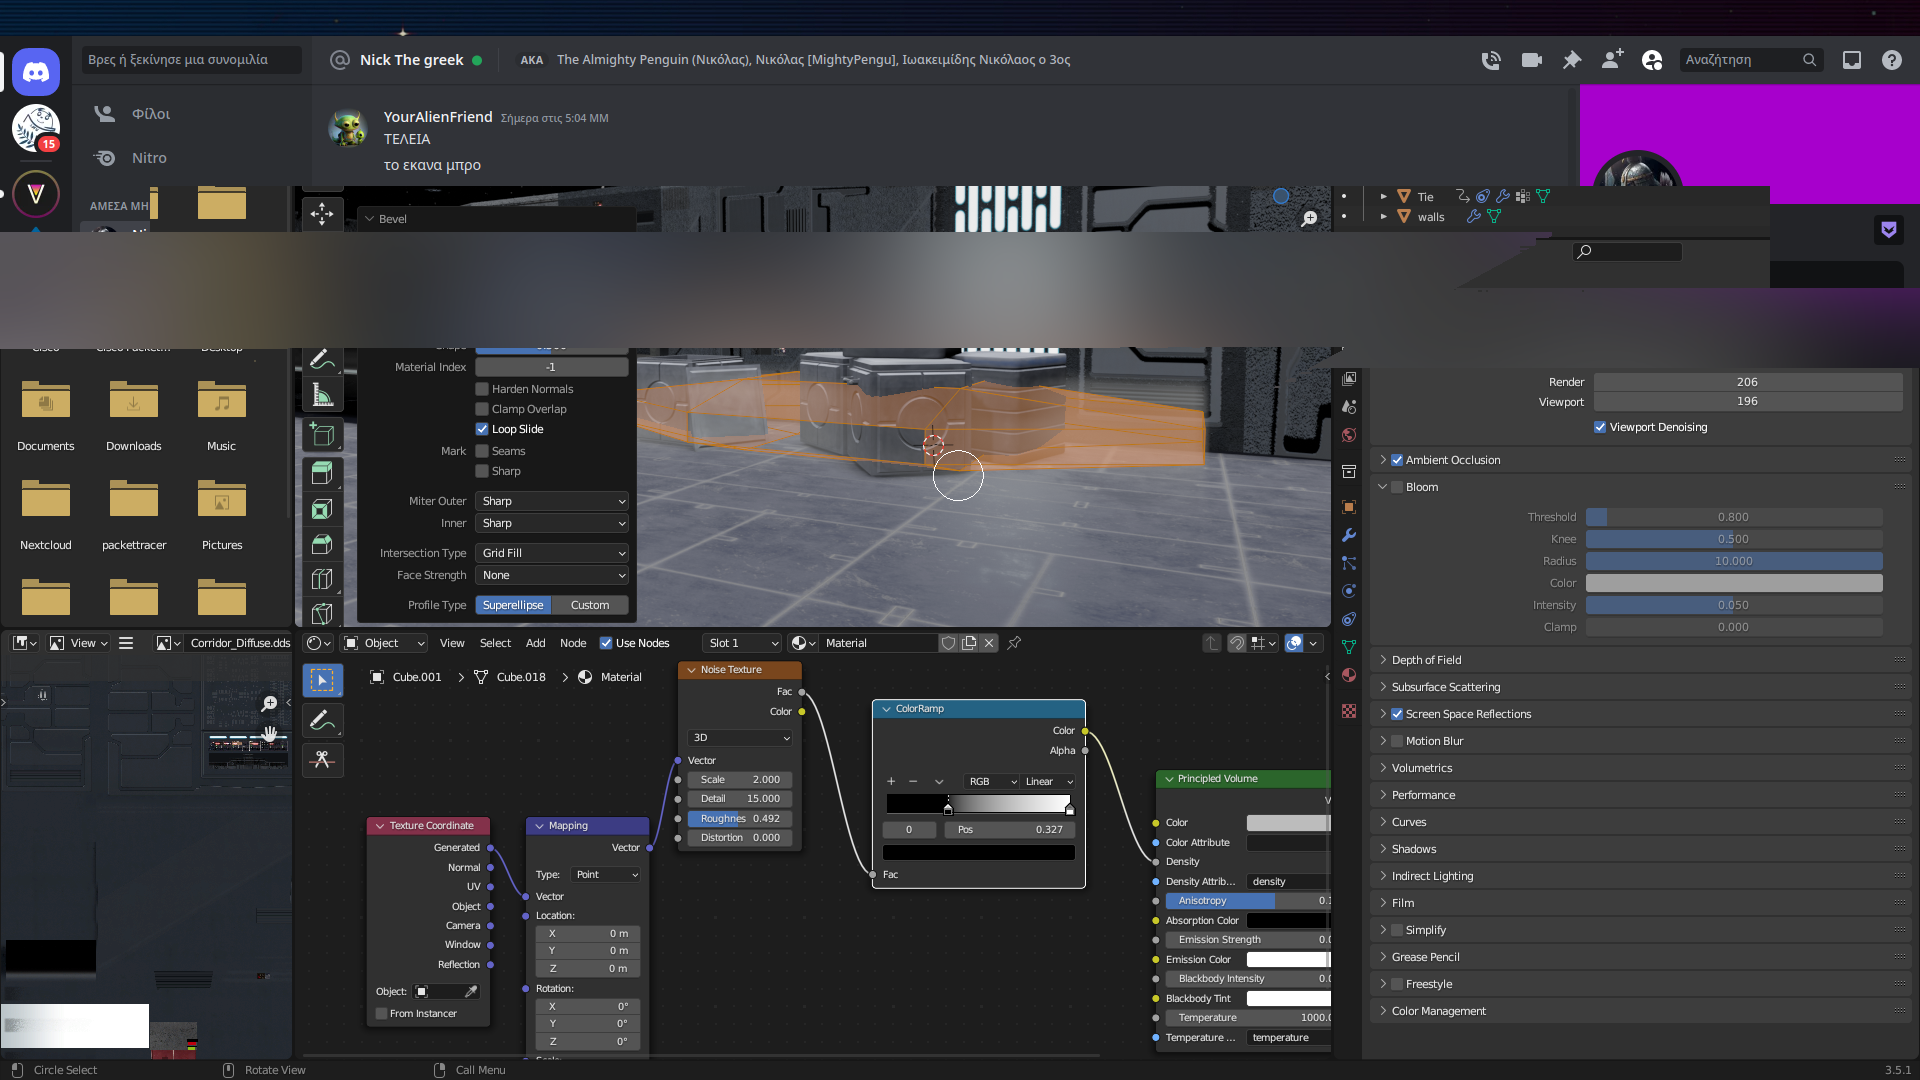 Βρες ή ξεκίνησε μια συνομιλία
Nick The greek
AKA The Almighty Penguin (Νικόλας), Νικόλας [MightyPengu], Ιωακειμίδης Νικόλαος ο 3ος
Αναζήτηση
15
Φίλοι
Nitro
ΑΜΕΣΑ ΜΗ
YourAlienFriend Σήμερα στις 5:04 MM
ΤΕΛΕΙΑ
το εκανα μπρο
Bevel
Tie
walls
Material Index -1
Harden Normals
Clamp Overlap
Loop Slide
Mark Seams
Sharp
Miter Outer Sharp
Inner Sharp
Intersection Type Grid Fill
Face Strength None
Profile Type Superellipse Custom
Documents Downloads Music
Nextcloud packettracer Pictures
Render 206
Viewport 196
Viewport Denoising
Ambient Occlusion
Bloom
Threshold 0.800
Knee 0.500
Radius 10.000
Color
Intensity 0.050
Clamp 0.000
Depth of Field
Subsurface Scattering
Screen Space Reflections
Motion Blur
Volumetrics
Performance
Curves
Shadows
Indirect Lighting
Film
Simplify
Grease Pencil
Freestyle
Color Management
View Corridor_Diffuse.dds
Object View Select Add Node Use Nodes Slot 1 Material
Cube.001 Cube.018 Material
Texture Coordinate
Generated
Normal
UV
Object
Camera
Window
Reflection
Object:
From Instancer
Mapping
Vector
Type: Point
Vector
Location:
X 0 m
Y 0 m
Z 0 m
Rotation:
X 0°
Y 0°
Z 0°
Noise Texture
Fac
Color
3D
Vector
Scale 2.000
Detail 15.000
Roughnes 0.492
Distortion 0.000
ColorRamp
Color
Alpha
RGB Linear
0 Pos 0.327
Fac
Principled Volume
Color
Color Attribute
Density
Density Attrib... density
Anisotropy
Absorption Color
Emission Strength
Emission Color
Blackbody Intensity
Blackbody Tint
Temperature 1000.
Temperature ... temperature
Circle Select Rotate View Call Menu 3.5.1